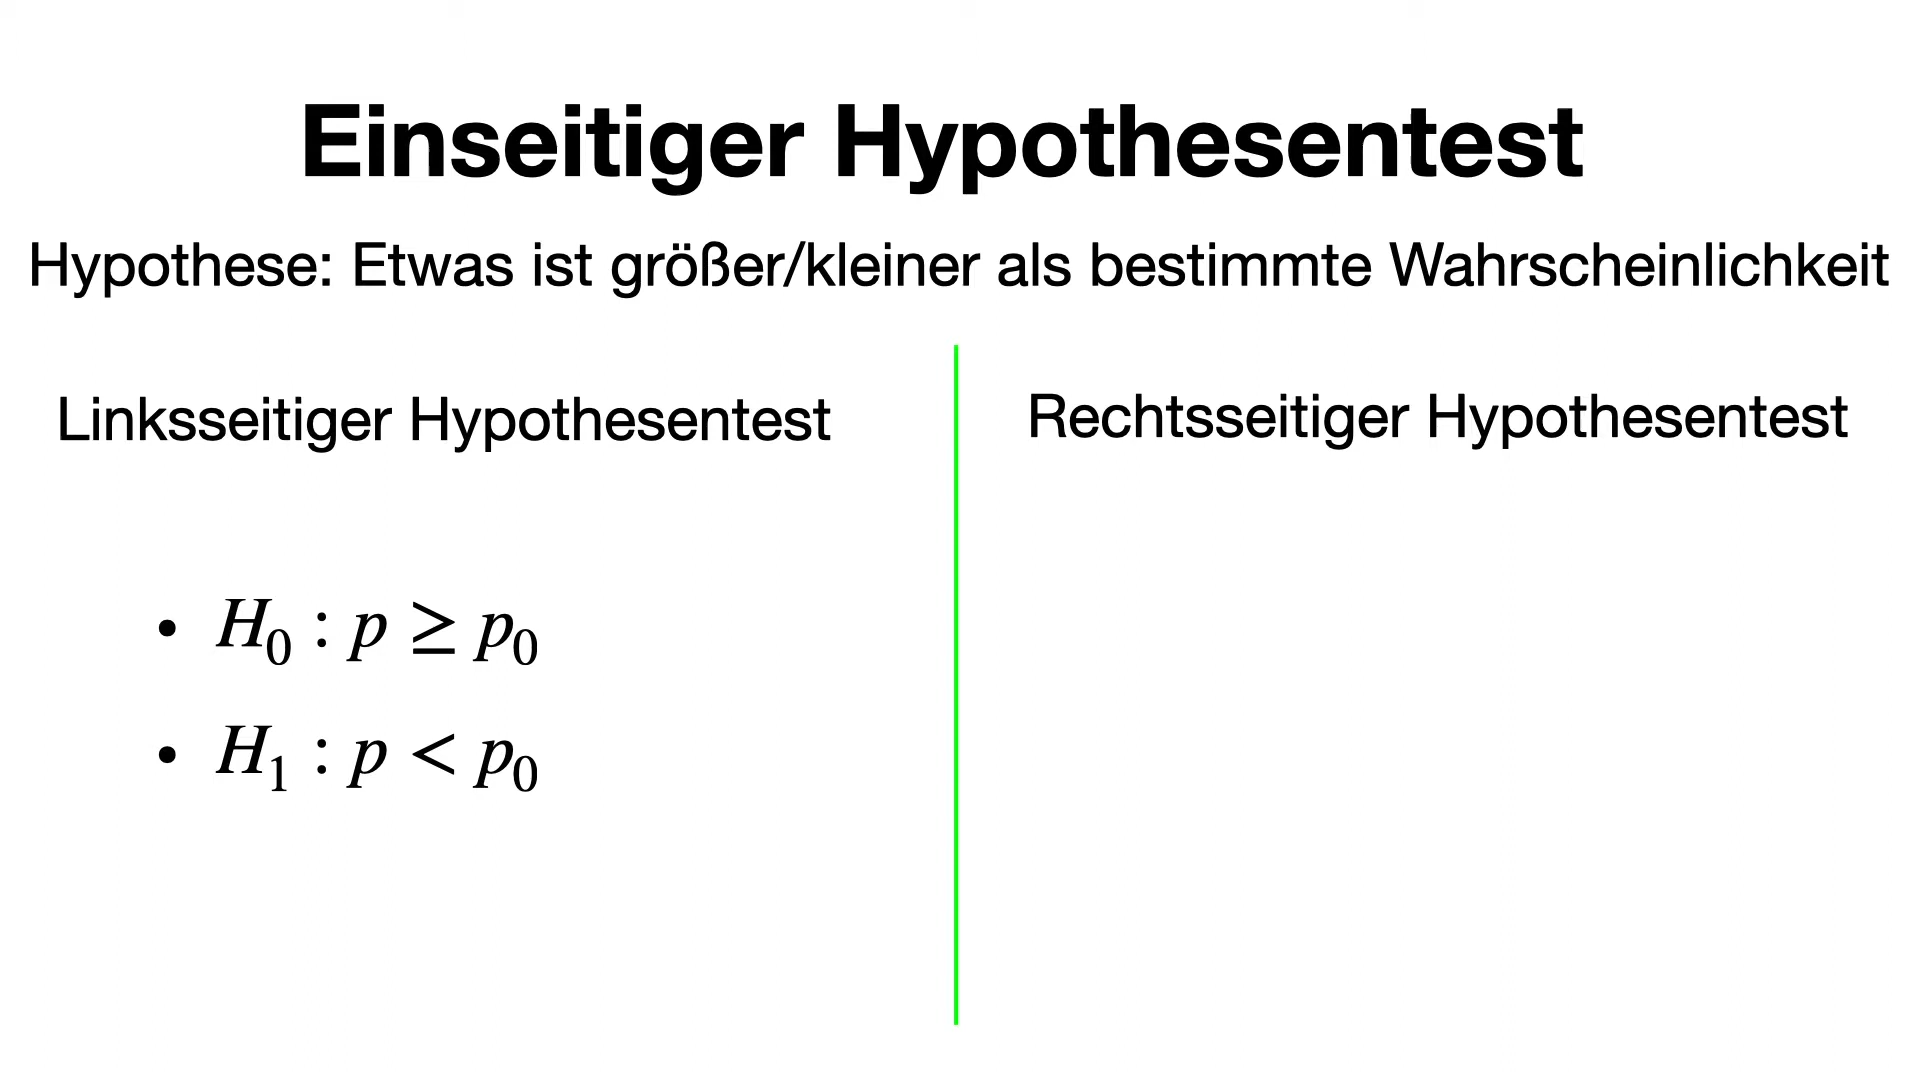 Einseitiger Hypothesentest
Hypothese: Etwas ist größer/kleiner als bestimmte Wahrscheinlichkeit
Linksseitiger Hypothesentest
• H₀ : p ≥ p₀
• H₁ : p < p₀
Rechtsseitiger Hypothesentest